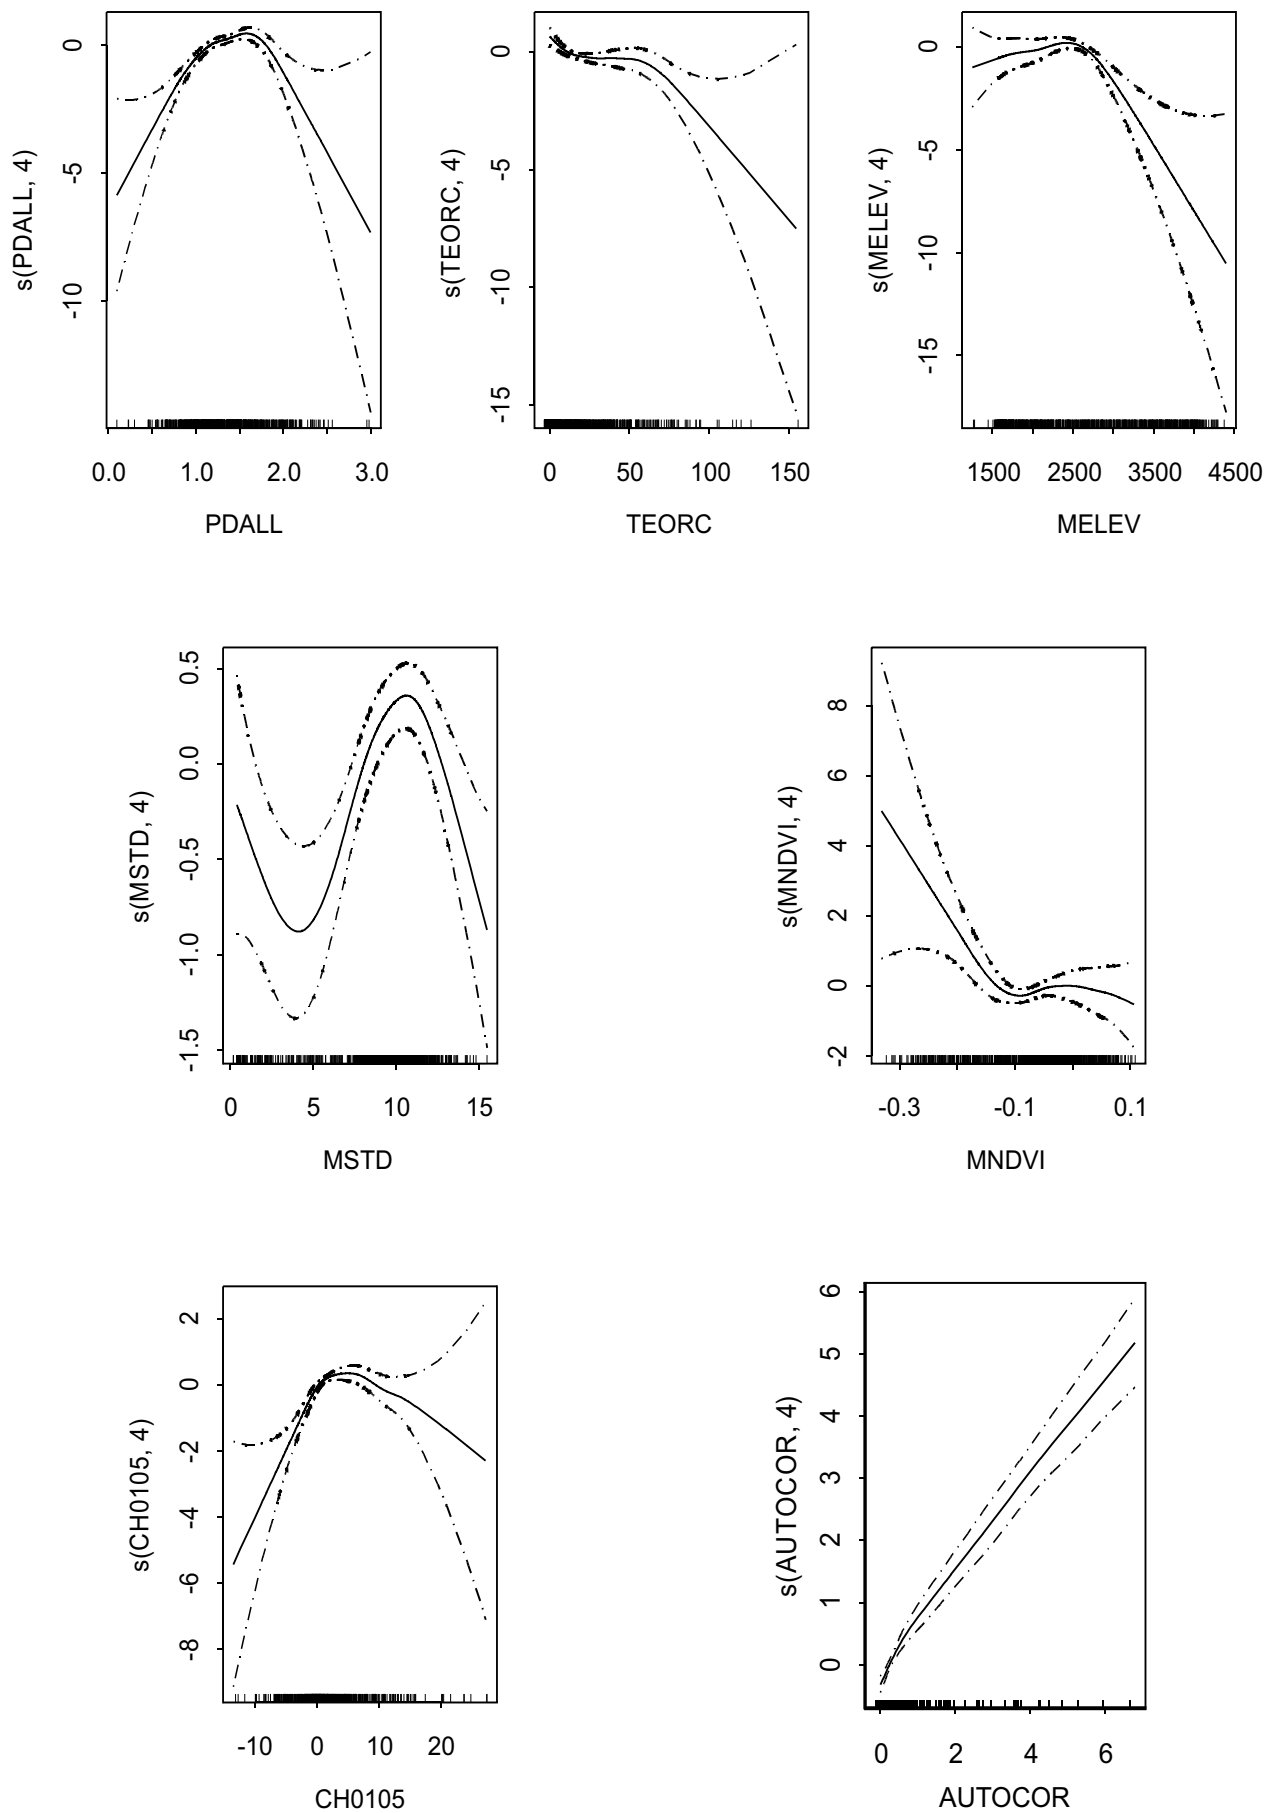 s(PDALL, 4)
0
-5
-10
0.0 1.0 2.0 3.0
PDALL
s(TEORC, 4)
0
-5
-10
-15
0 50 100 150
TEORC
s(MELEV, 4)
0
-5
-10
-15
1500 2500 3500 4500
MELEV
s(MSTD, 4)
0.5
0.0
-0.5
-1.0
-1.5
0 5 10 15
MSTD
s(MNDVI, 4)
8
6
4
2
0
-2
-0.3 -0.1 0.1
MNDVI
s(CH0105, 4)
2
0
-2
-4
-6
-8
-10 0 10 20
CH0105
s(AUTOCOR, 4)
6
5
4
3
2
1
0
0 2 4 6
AUTOCOR